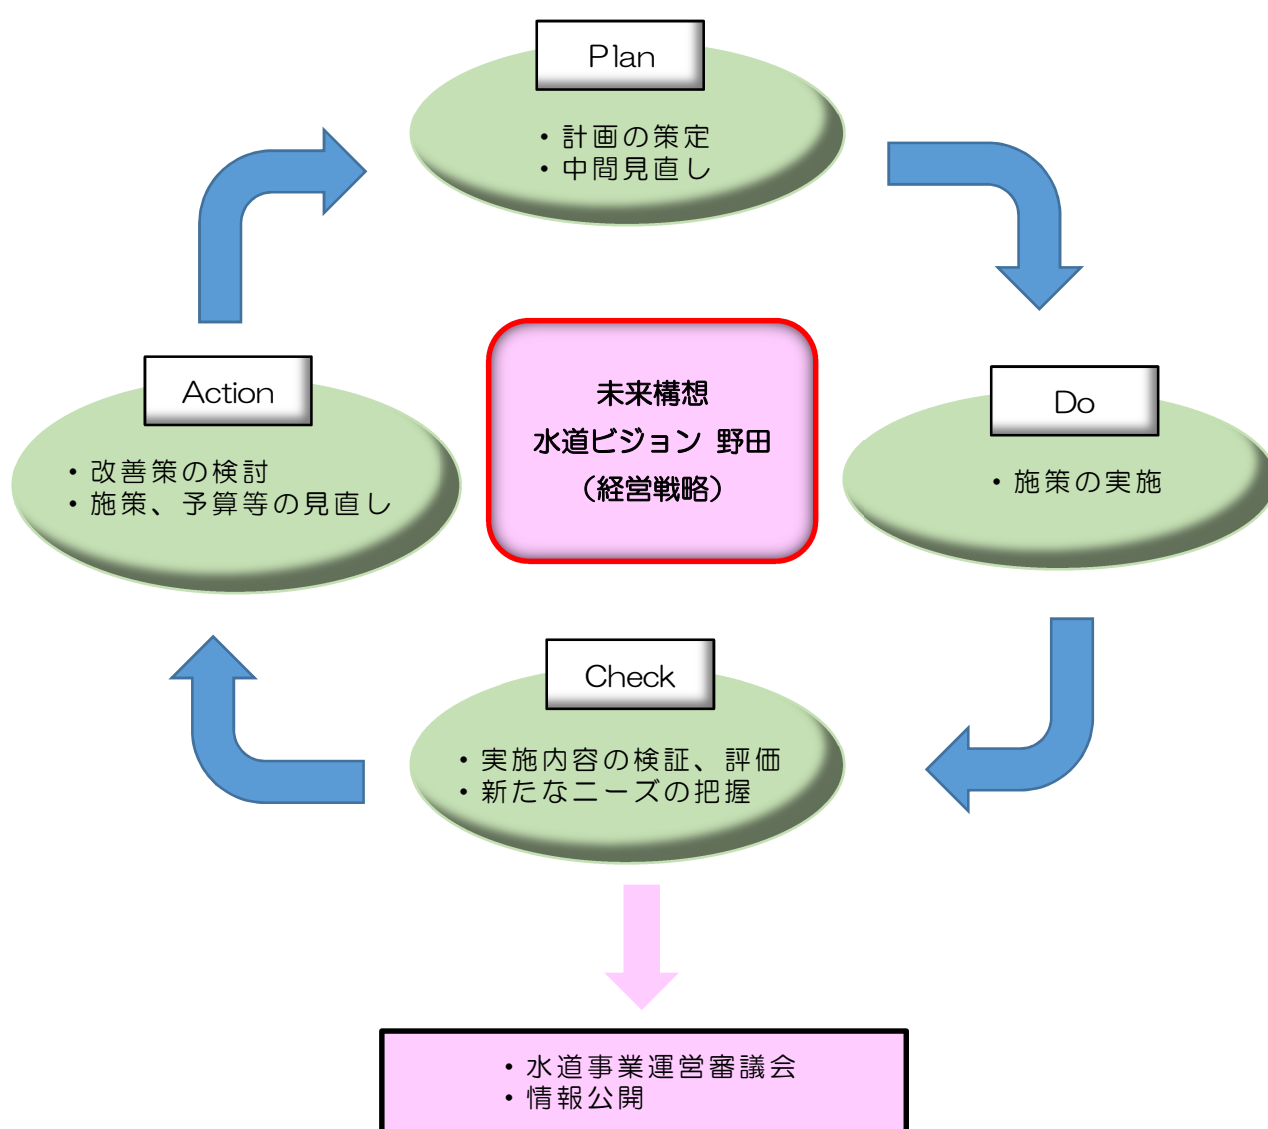 Plan
・計画の策定
・中間見直し
Action
・改善策の検討
・施策、予算等の見直し
未来構想
水道ビジョン 野田
（経営戦略）
Do
・施策の実施
Check
・実施内容の検証、評価
・新たなニーズの把握
・水道事業運営審議会
・情報公開